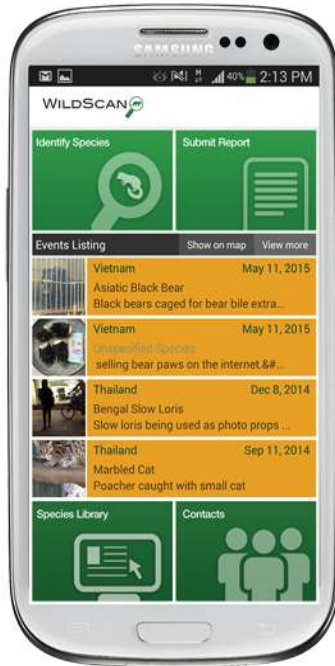 SAMSUNG
40% 2:13 PM
WILDSCAN
Identify Species
Submit Report
Events Listing Show on map View more
Vietnam May 11, 2015
Asiatic Black Bear
Black bears caged for bear bile extra...
Vietnam May 11, 2015
Unspecified Species
selling bear paws on the internet.&#...
Thailand Dec 8, 2014
Bengal Slow Loris
Slow loris being used as photo props ...
Thailand Sep 11, 2014
Marbled Cat
Poacher caught with small cat
Species Library
Contacts